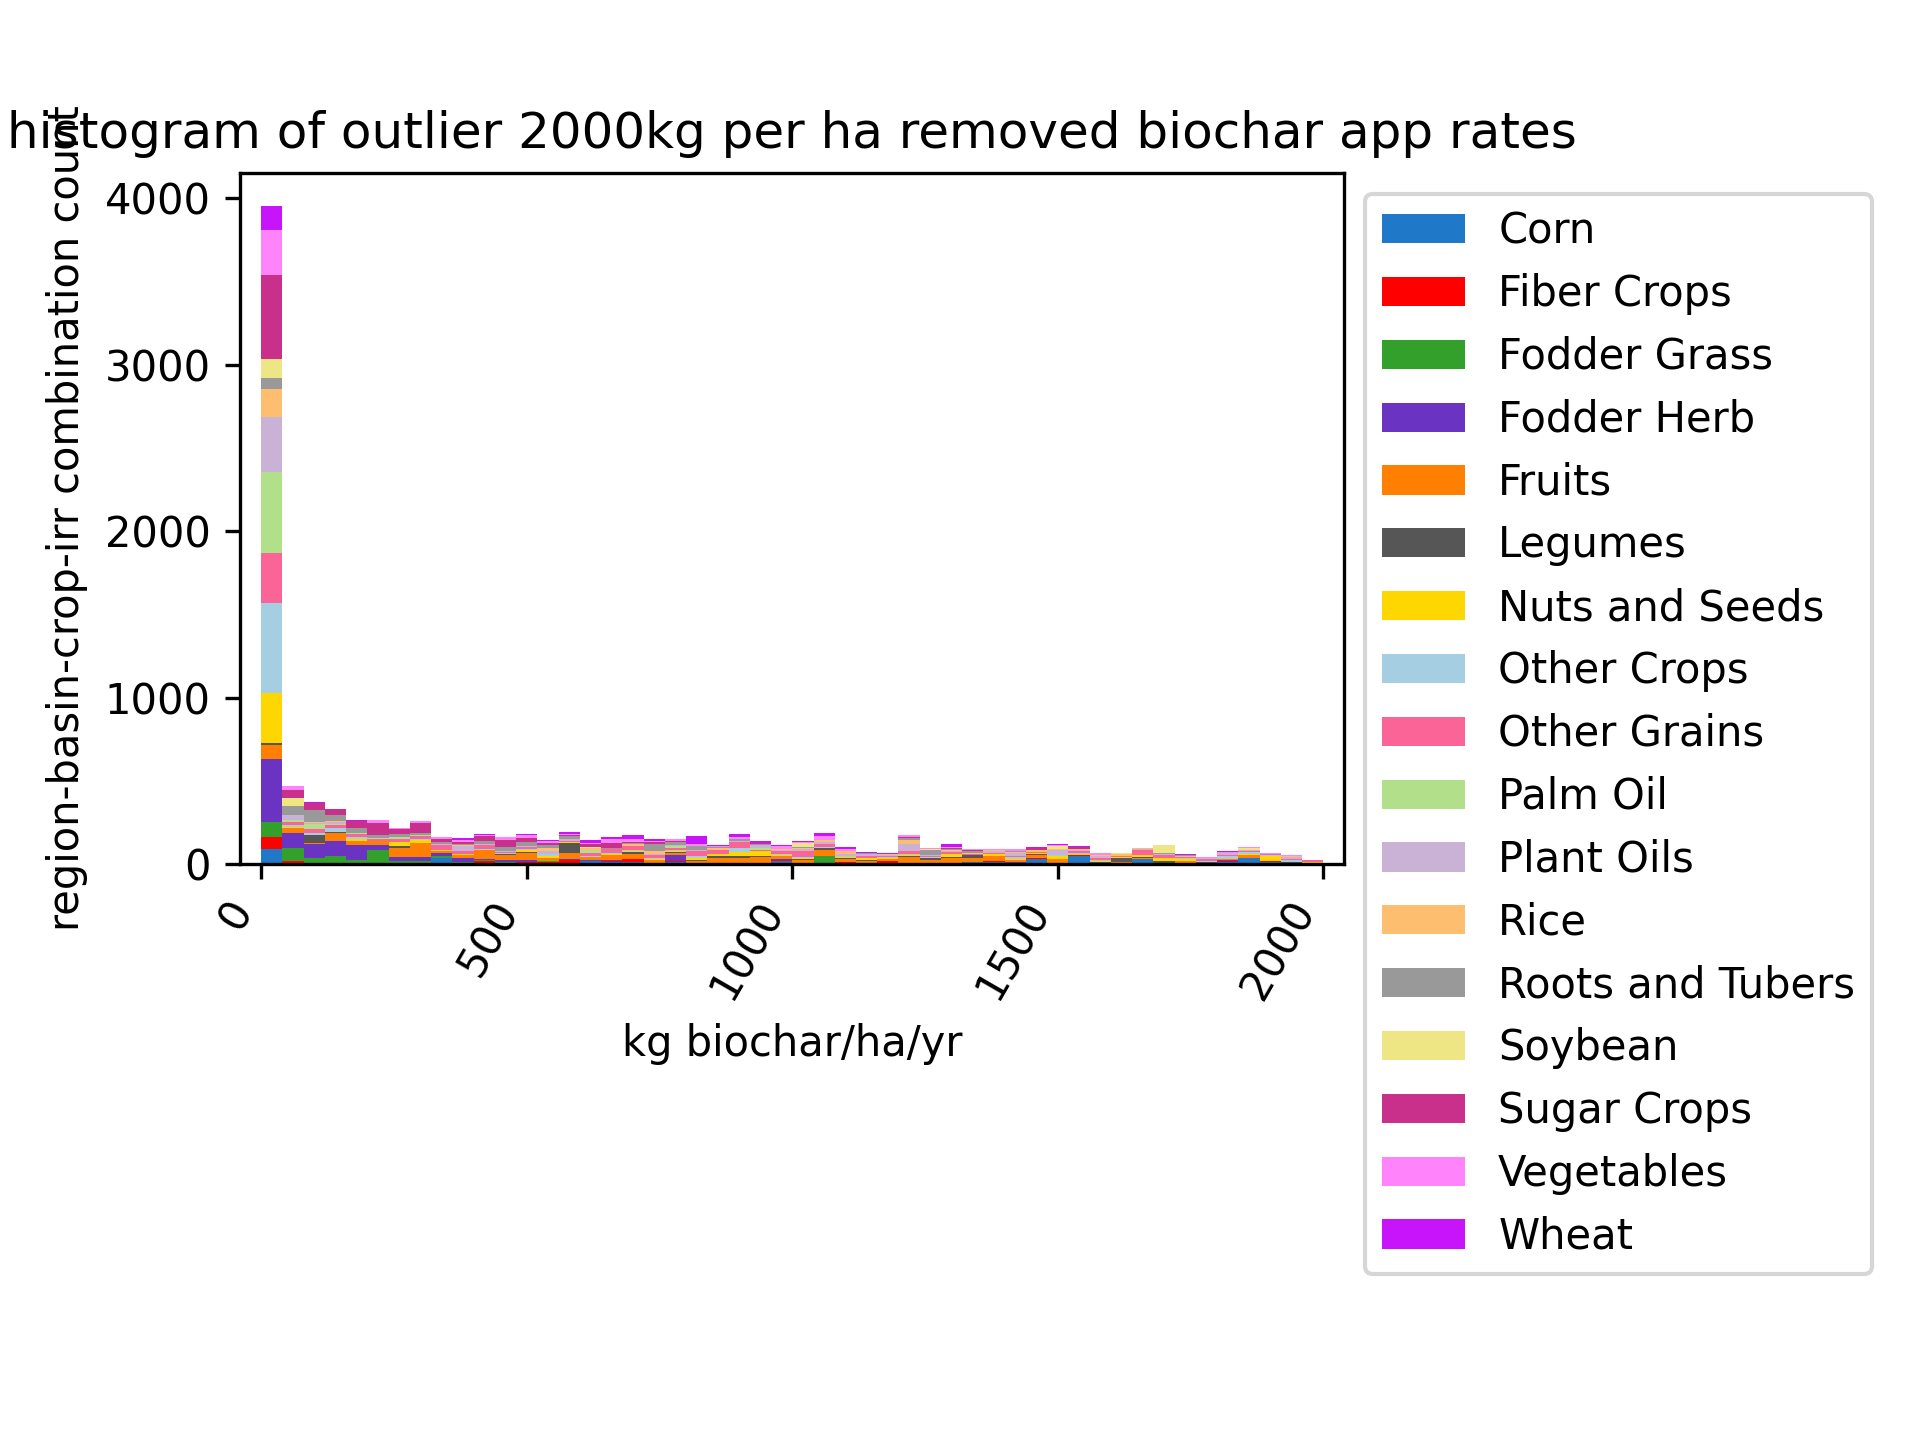 histogram of outlier 2000kg per ha removed biochar app rates
region-basin-crop-irr combination count
4000
3000
2000
1000
0
0
500
1000
1500
2000
kg biochar/ha/yr
Corn
Fiber Crops
Fodder Grass
Fodder Herb
Fruits
Legumes
Nuts and Seeds
Other Crops
Other Grains
Palm Oil
Plant Oils
Rice
Roots and Tubers
Soybean
Sugar Crops
Vegetables
Wheat